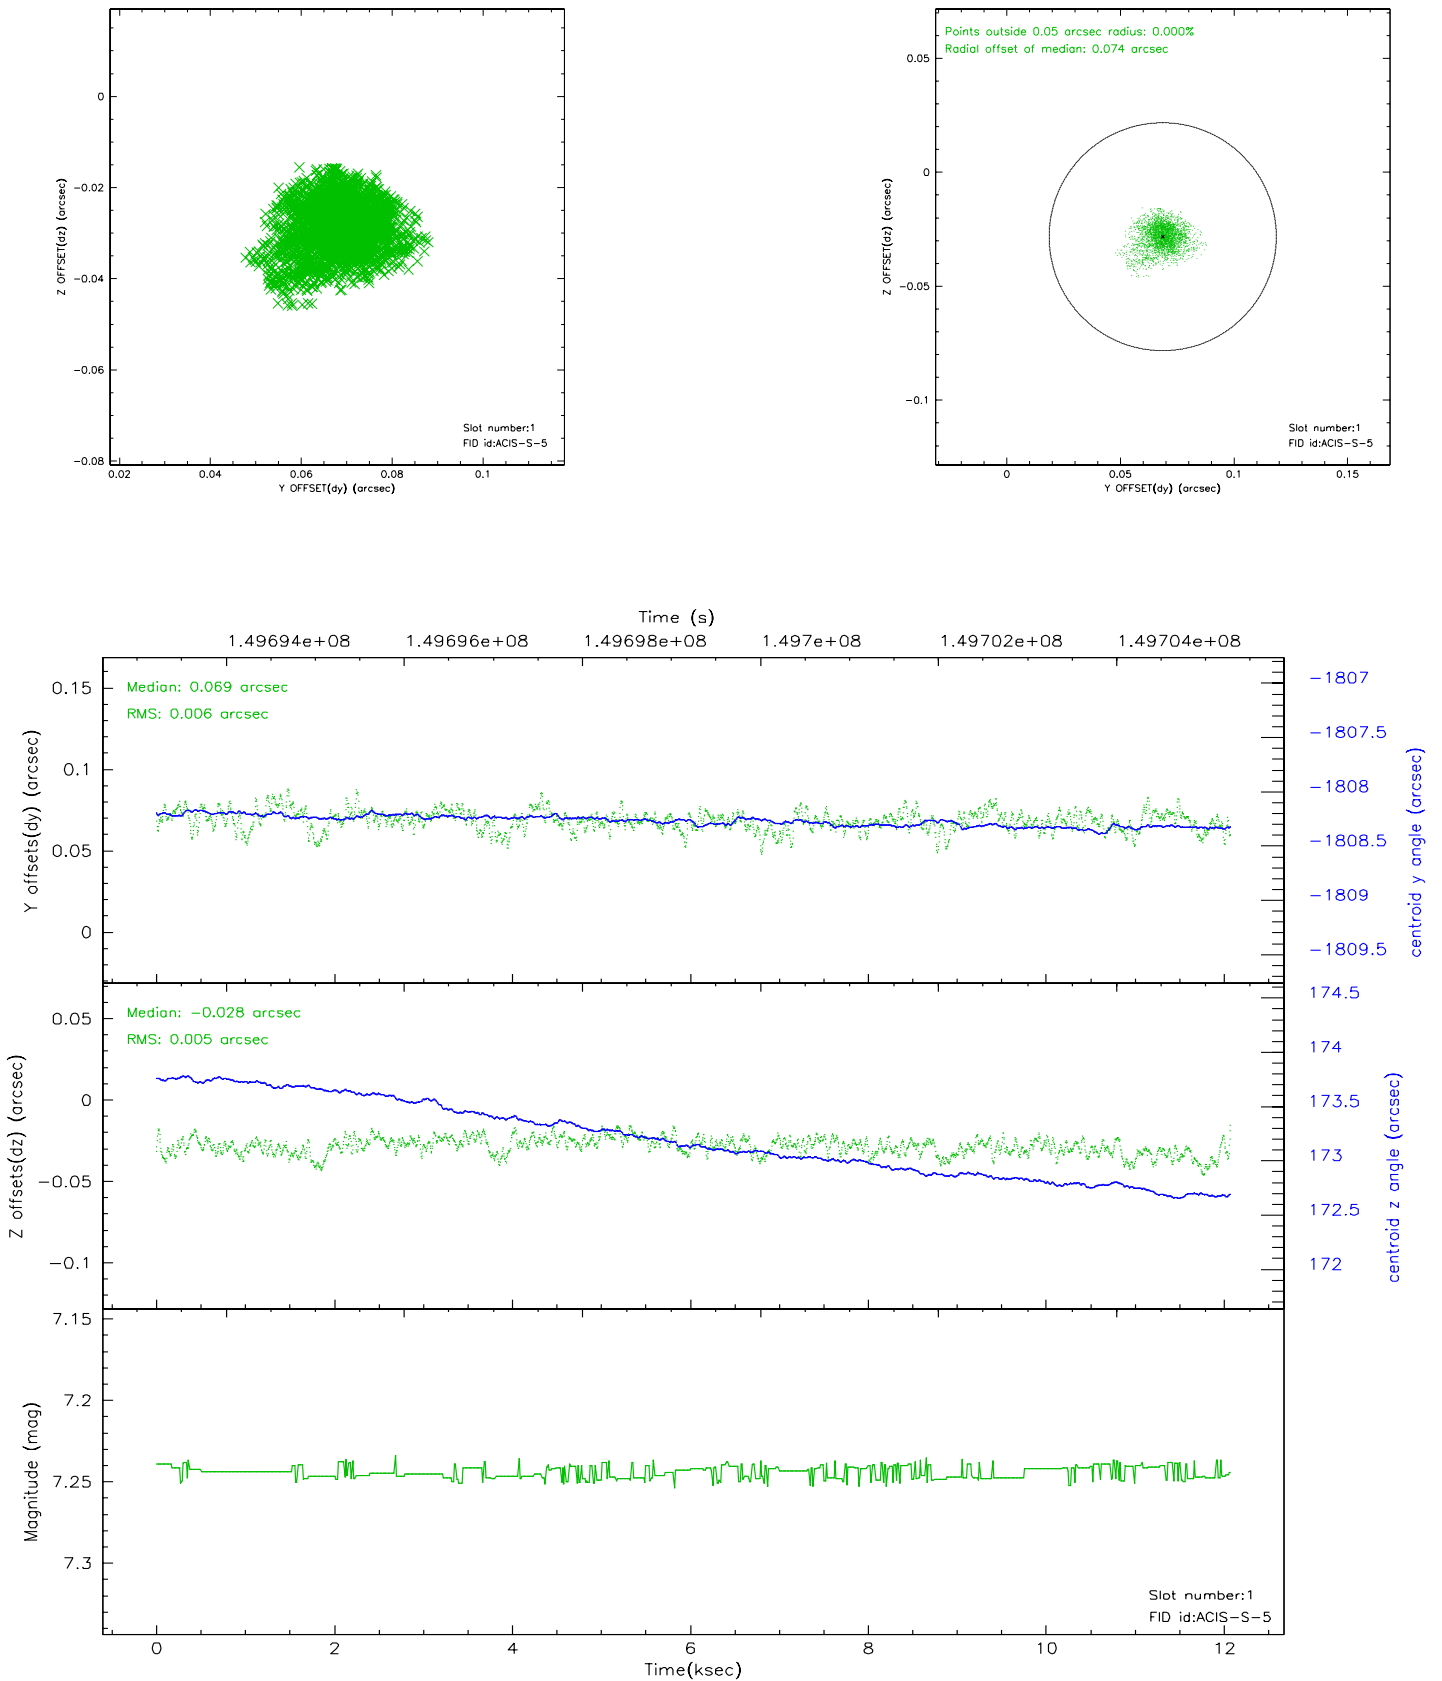 0
−0.02
−0.04
−0.06
−0.08
Z OFFSET(dz) (arcsec)
0.02 0.04 0.06 0.08 0.1
Y OFFSET(dy) (arcsec)
Slot number:1
FID id:ACIS−S−5
Points outside 0.05 arcsec radius: 0.000%
Radial offset of median: 0.074 arcsec
0.05
0
−0.05
−0.1
Z OFFSET(dz) (arcsec)
0 0.05 0.1 0.15
Y OFFSET(dy) (arcsec)
Slot number:1
FID id:ACIS−S−5
Time (s)
1.49694e+08 1.49696e+08 1.49698e+08 1.497e+08 1.49702e+08 1.49704e+08
Median: 0.069 arcsec
RMS: 0.006 arcsec
0.15
0.1
0.05
0
Y offsets(dy) (arcsec)
−1807
−1807.5
−1808
−1808.5
−1809
−1809.5
centroid y angle (arcsec)
Median: −0.028 arcsec
RMS: 0.005 arcsec
0.05
0
−0.05
−0.1
Z offsets(dz) (arcsec)
174.5
174
173.5
173
172.5
172
centroid z angle (arcsec)
7.15
7.2
7.25
7.3
Magnitude (mag)
Slot number:1
FID id:ACIS−S−5
0 2 4 6 8 10 12
Time(ksec)